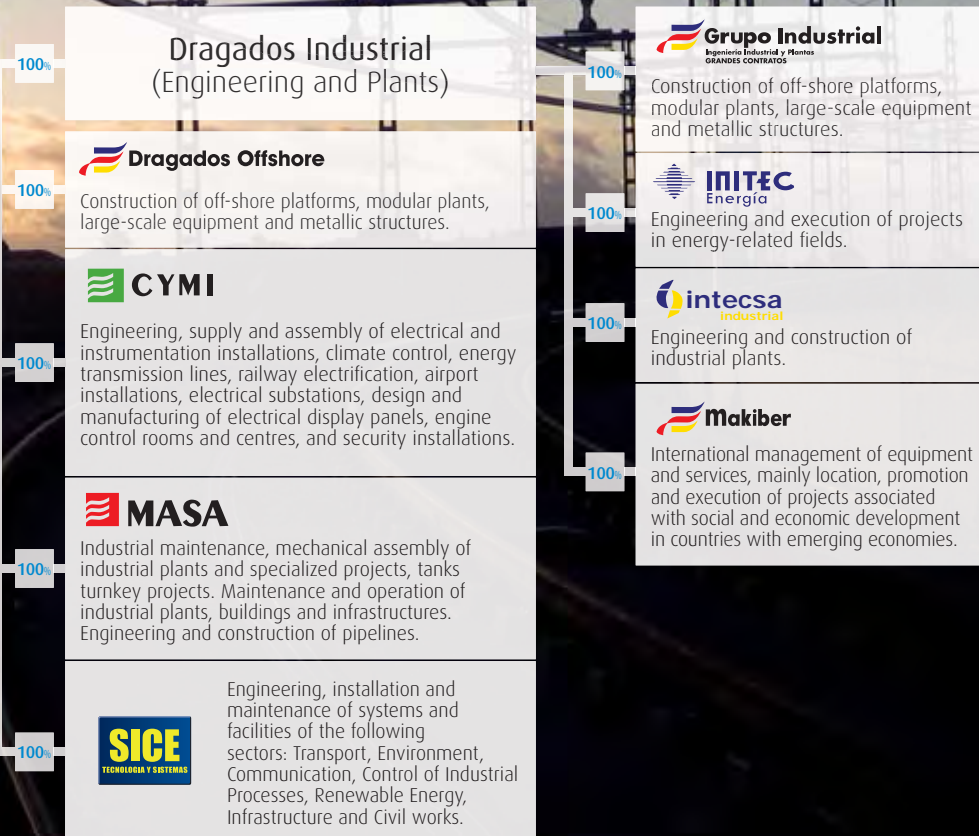 100%
Dragados Industrial
(Engineering and Plants)
100%
Dragados Offshore
Construction of off-shore platforms, modular plants,
large-scale equipment and metallic structures.
100%
CYMI
Engineering, supply and assembly of electrical and
instrumentation installations, climate control, energy
transmission lines, railway electrification, airport
installations, electrical substations, design and
manufacturing of electrical display panels, engine
control rooms and centres, and security installations.
100%
MASA
Industrial maintenance, mechanical assembly of
industrial plants and specialized projects, tanks
turnkey projects. Maintenance and operation of
industrial plants, buildings and infrastructures.
Engineering and construction of pipelines.
100%
SICE
TECNOLOGIA Y SISTEMAS
Engineering, installation and
maintenance of systems and
facilities of the following
sectors: Transport, Environment,
Communication, Control of Industrial
Processes, Renewable Energy,
Infrastructure and Civil works.
100%
Grupo Industrial
Ingeniería Industrial y Plantas
GRANDES CONTRATOS
Construction of off-shore platforms,
modular plants, large-scale equipment
and metallic structures.
100%
INITEC
Energía
Engineering and execution of projects
in energy-related fields.
100%
intecsa
industrial
Engineering and construction of
industrial plants.
100%
Makiber
International management of equipment
and services, mainly location, promotion
and execution of projects associated
with social and economic development
in countries with emerging economies.